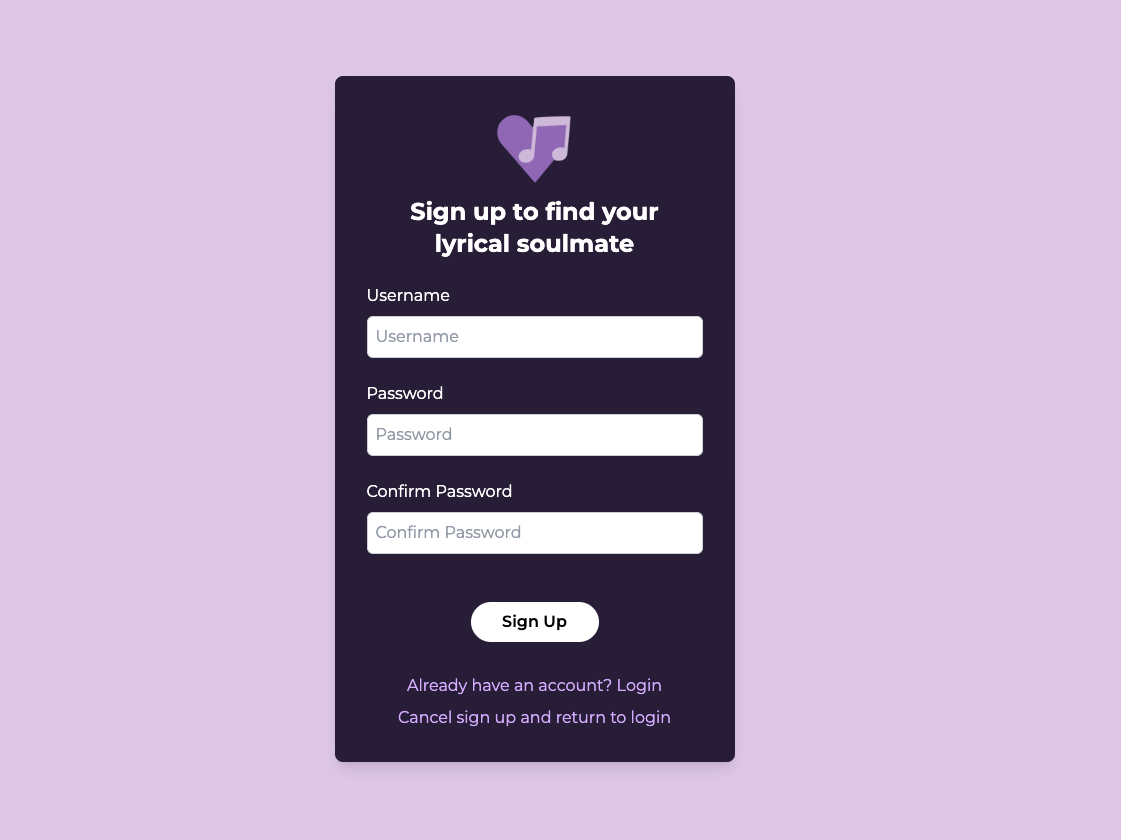 Sign up to find your
lyrical soulmate
Username
Username
Password
Password
Confirm Password
Confirm Password
Sign Up
Already have an account? Login
Cancel sign up and return to login